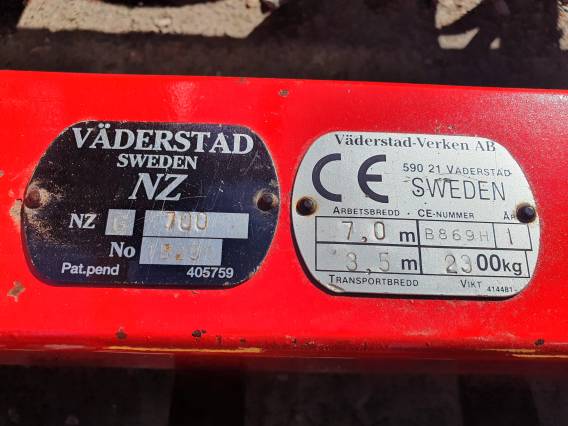 VÄDERSTAD
SWEDEN
NZ
NZ G 700
No
Pat.pend 405759
Väderstad-Verken AB
CE 590 21 VÄDERSTAD
SWEDEN
ARBETSBREDD - CE-NUMMER ÅR
7,0 m B869H 1
3,5 m 2300kg
TRANSPORTBREDD VIKT 414481-